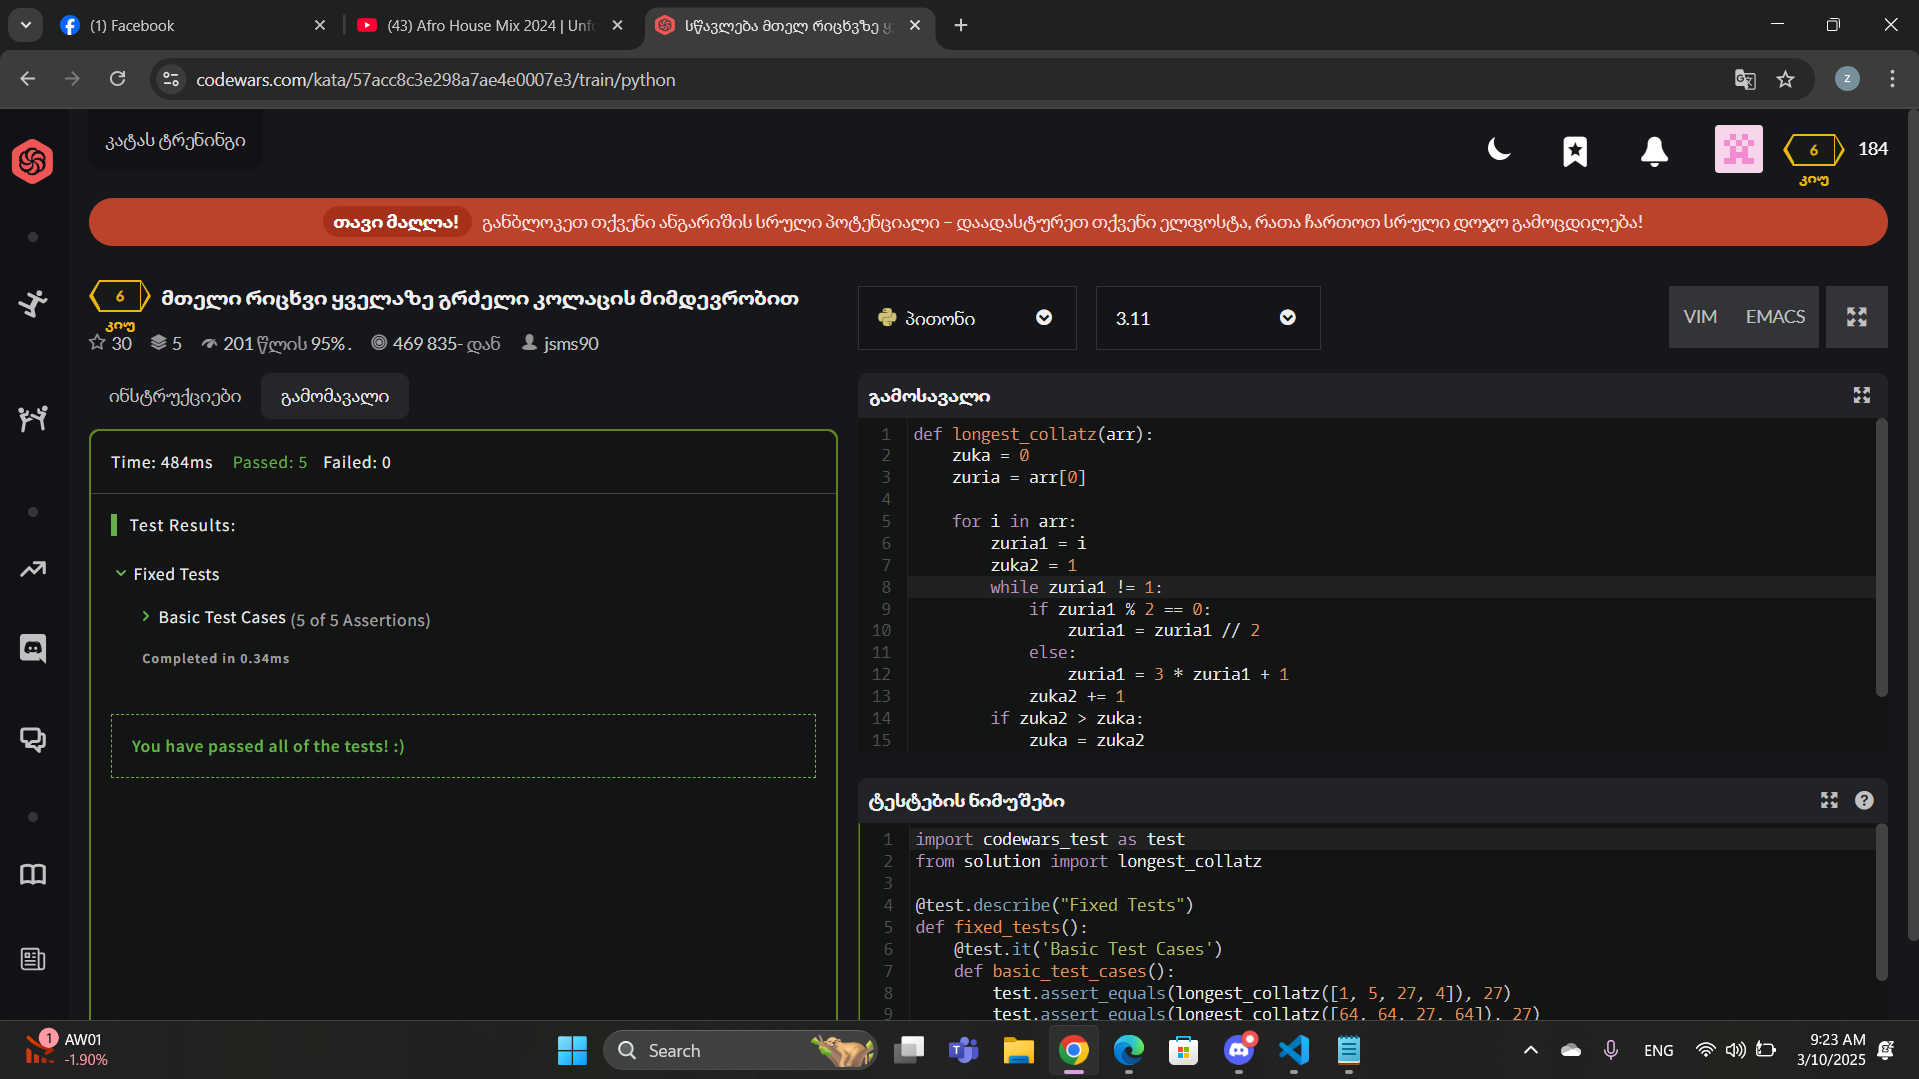 (1) Facebook
(43) Afro House Mix 2024 | Unfo
სწავლება მთელ რიცხვზე ყ
codewars.com/kata/57acc8c3e298a7ae4e0007e3/train/python
Z
კატას ტრენინგი
6
კიუ
184
თავი მაღლა! განბლოკეთ თქვენი ანგარიშის სრული პოტენციალი – დაადასტურეთ თქვენი ელფოსტა, რათა ჩართოთ სრული დოჯო გამოცდილება!
6
კიუ
მთელი რიცხვი ყველაზე გრძელი კოლაცის მიმდევრობით
30 5 201 წლის 95%. 469 835- დან jsms90
პითონი
3.11
VIM EMACS
ინსტრუქციები
გამომავალი
Time: 484ms Passed: 5 Failed: 0
Test Results:
Fixed Tests
Basic Test Cases (5 of 5 Assertions)
Completed in 0.34ms
You have passed all of the tests! :)
გამოსავალი
1 def longest_collatz(arr):
2 zuka = 0
3 zuria = arr[0]
4
5 for i in arr:
6 zuria1 = i
7 zuka2 = 1
8 while zuria1 != 1:
9 if zuria1 % 2 == 0:
10 zuria1 = zuria1 // 2
11 else:
12 zuria1 = 3 * zuria1 + 1
13 zuka2 += 1
14 if zuka2 > zuka:
15 zuka = zuka2
ტესტების ნიმუშები
?
1 import codewars_test as test
2 from solution import longest_collatz
3
4 @test.describe("Fixed Tests")
5 def fixed_tests():
6 @test.it('Basic Test Cases')
7 def basic_test_cases():
8 test.assert_equals(longest_collatz([1, 5, 27, 4]), 27)
9 test.assert_equals(longest_collatz([64, 64, 27, 64]), 27)
1
AW01
-1.90%
Search
ENG
9:23 AM
3/10/2025